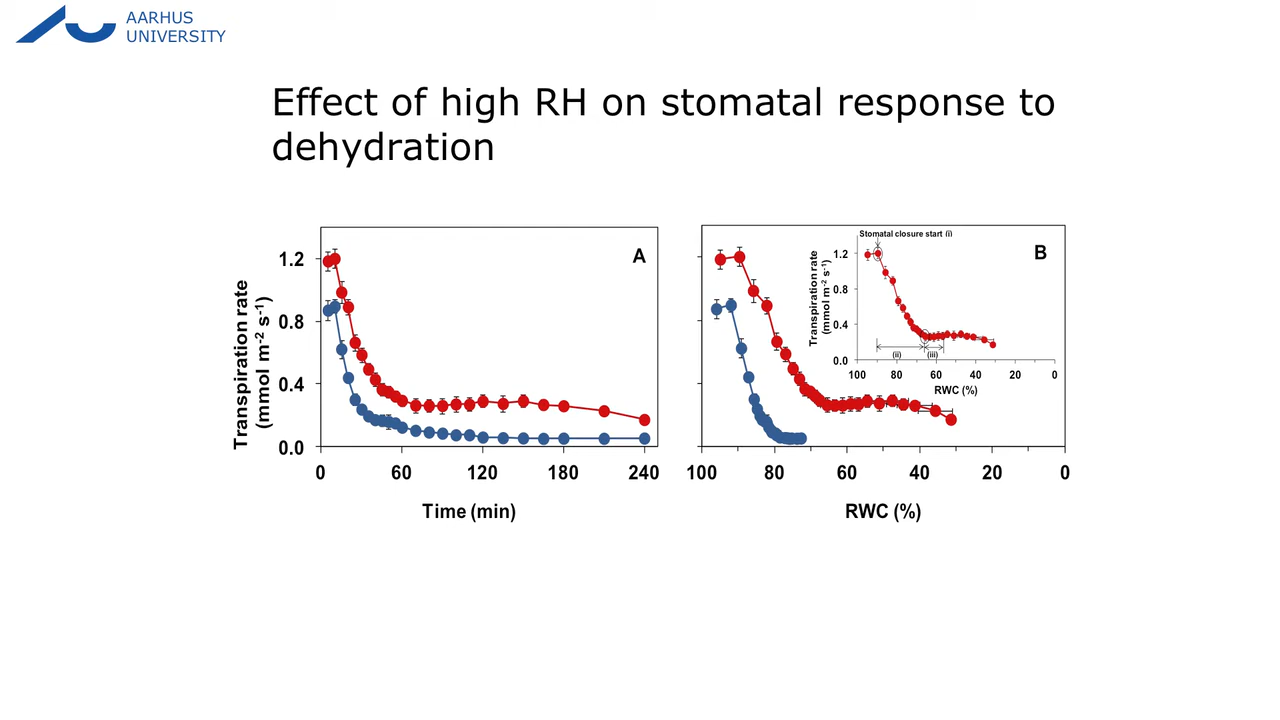 AARHUS
UNIVERSITY
Effect of high RH on stomatal response to
dehydration
Transpiration rate
(mmol m-2 s-1)
1.2
0.8
0.4
0.0
A
0 60 120 180 240
Time (min)
B
100 80 60 40 20 0
RWC (%)
Stomatal closure start (i)
Transpiration rate
(mmol m-2 s-1)
1.2
0.8
0.4
0.0
(ii) (iii)
100 80 60 40 20 0
RWC (%)